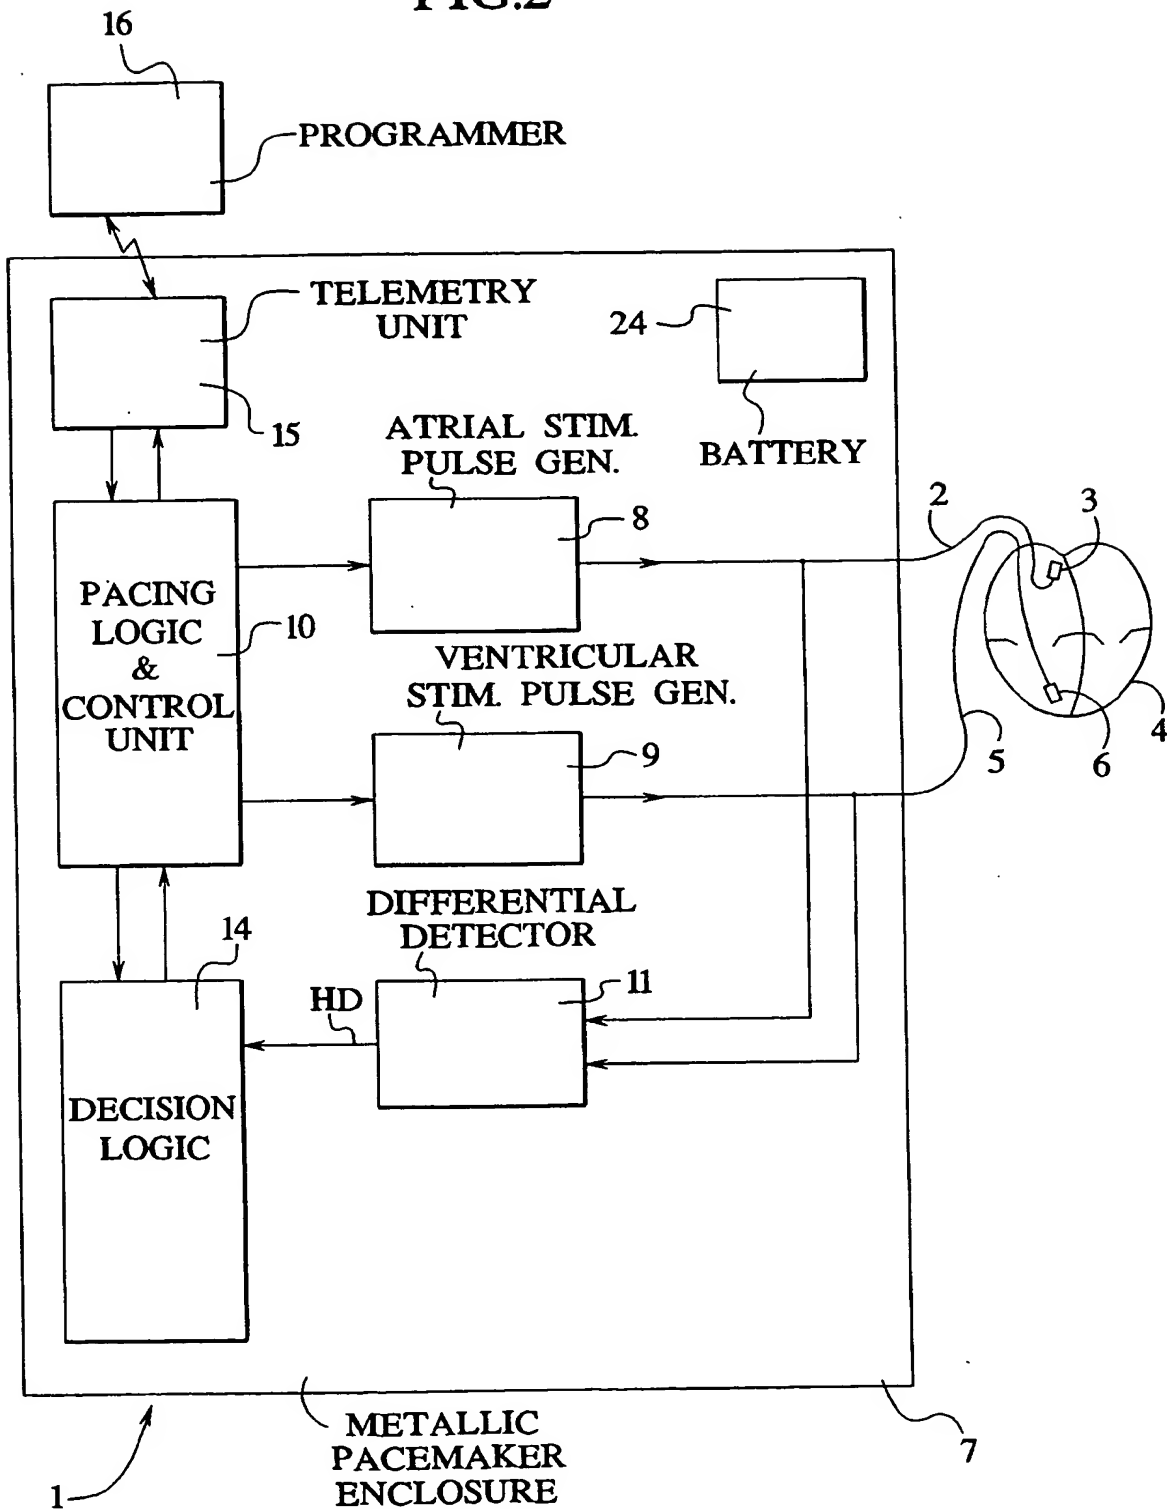 FIG.2
16
PROGRAMMER
TELEMETRY
UNIT
15
24
BATTERY
ATRIAL STIM.
PULSE GEN.
8
2
3
PACING
LOGIC
&
CONTROL
UNIT
10
VENTRICULAR
STIM. PULSE GEN.
9
5
6
4
DIFFERENTIAL
DETECTOR
11
14
HD
DECISION
LOGIC
METALLIC
PACEMAKER
ENCLOSURE
7
1